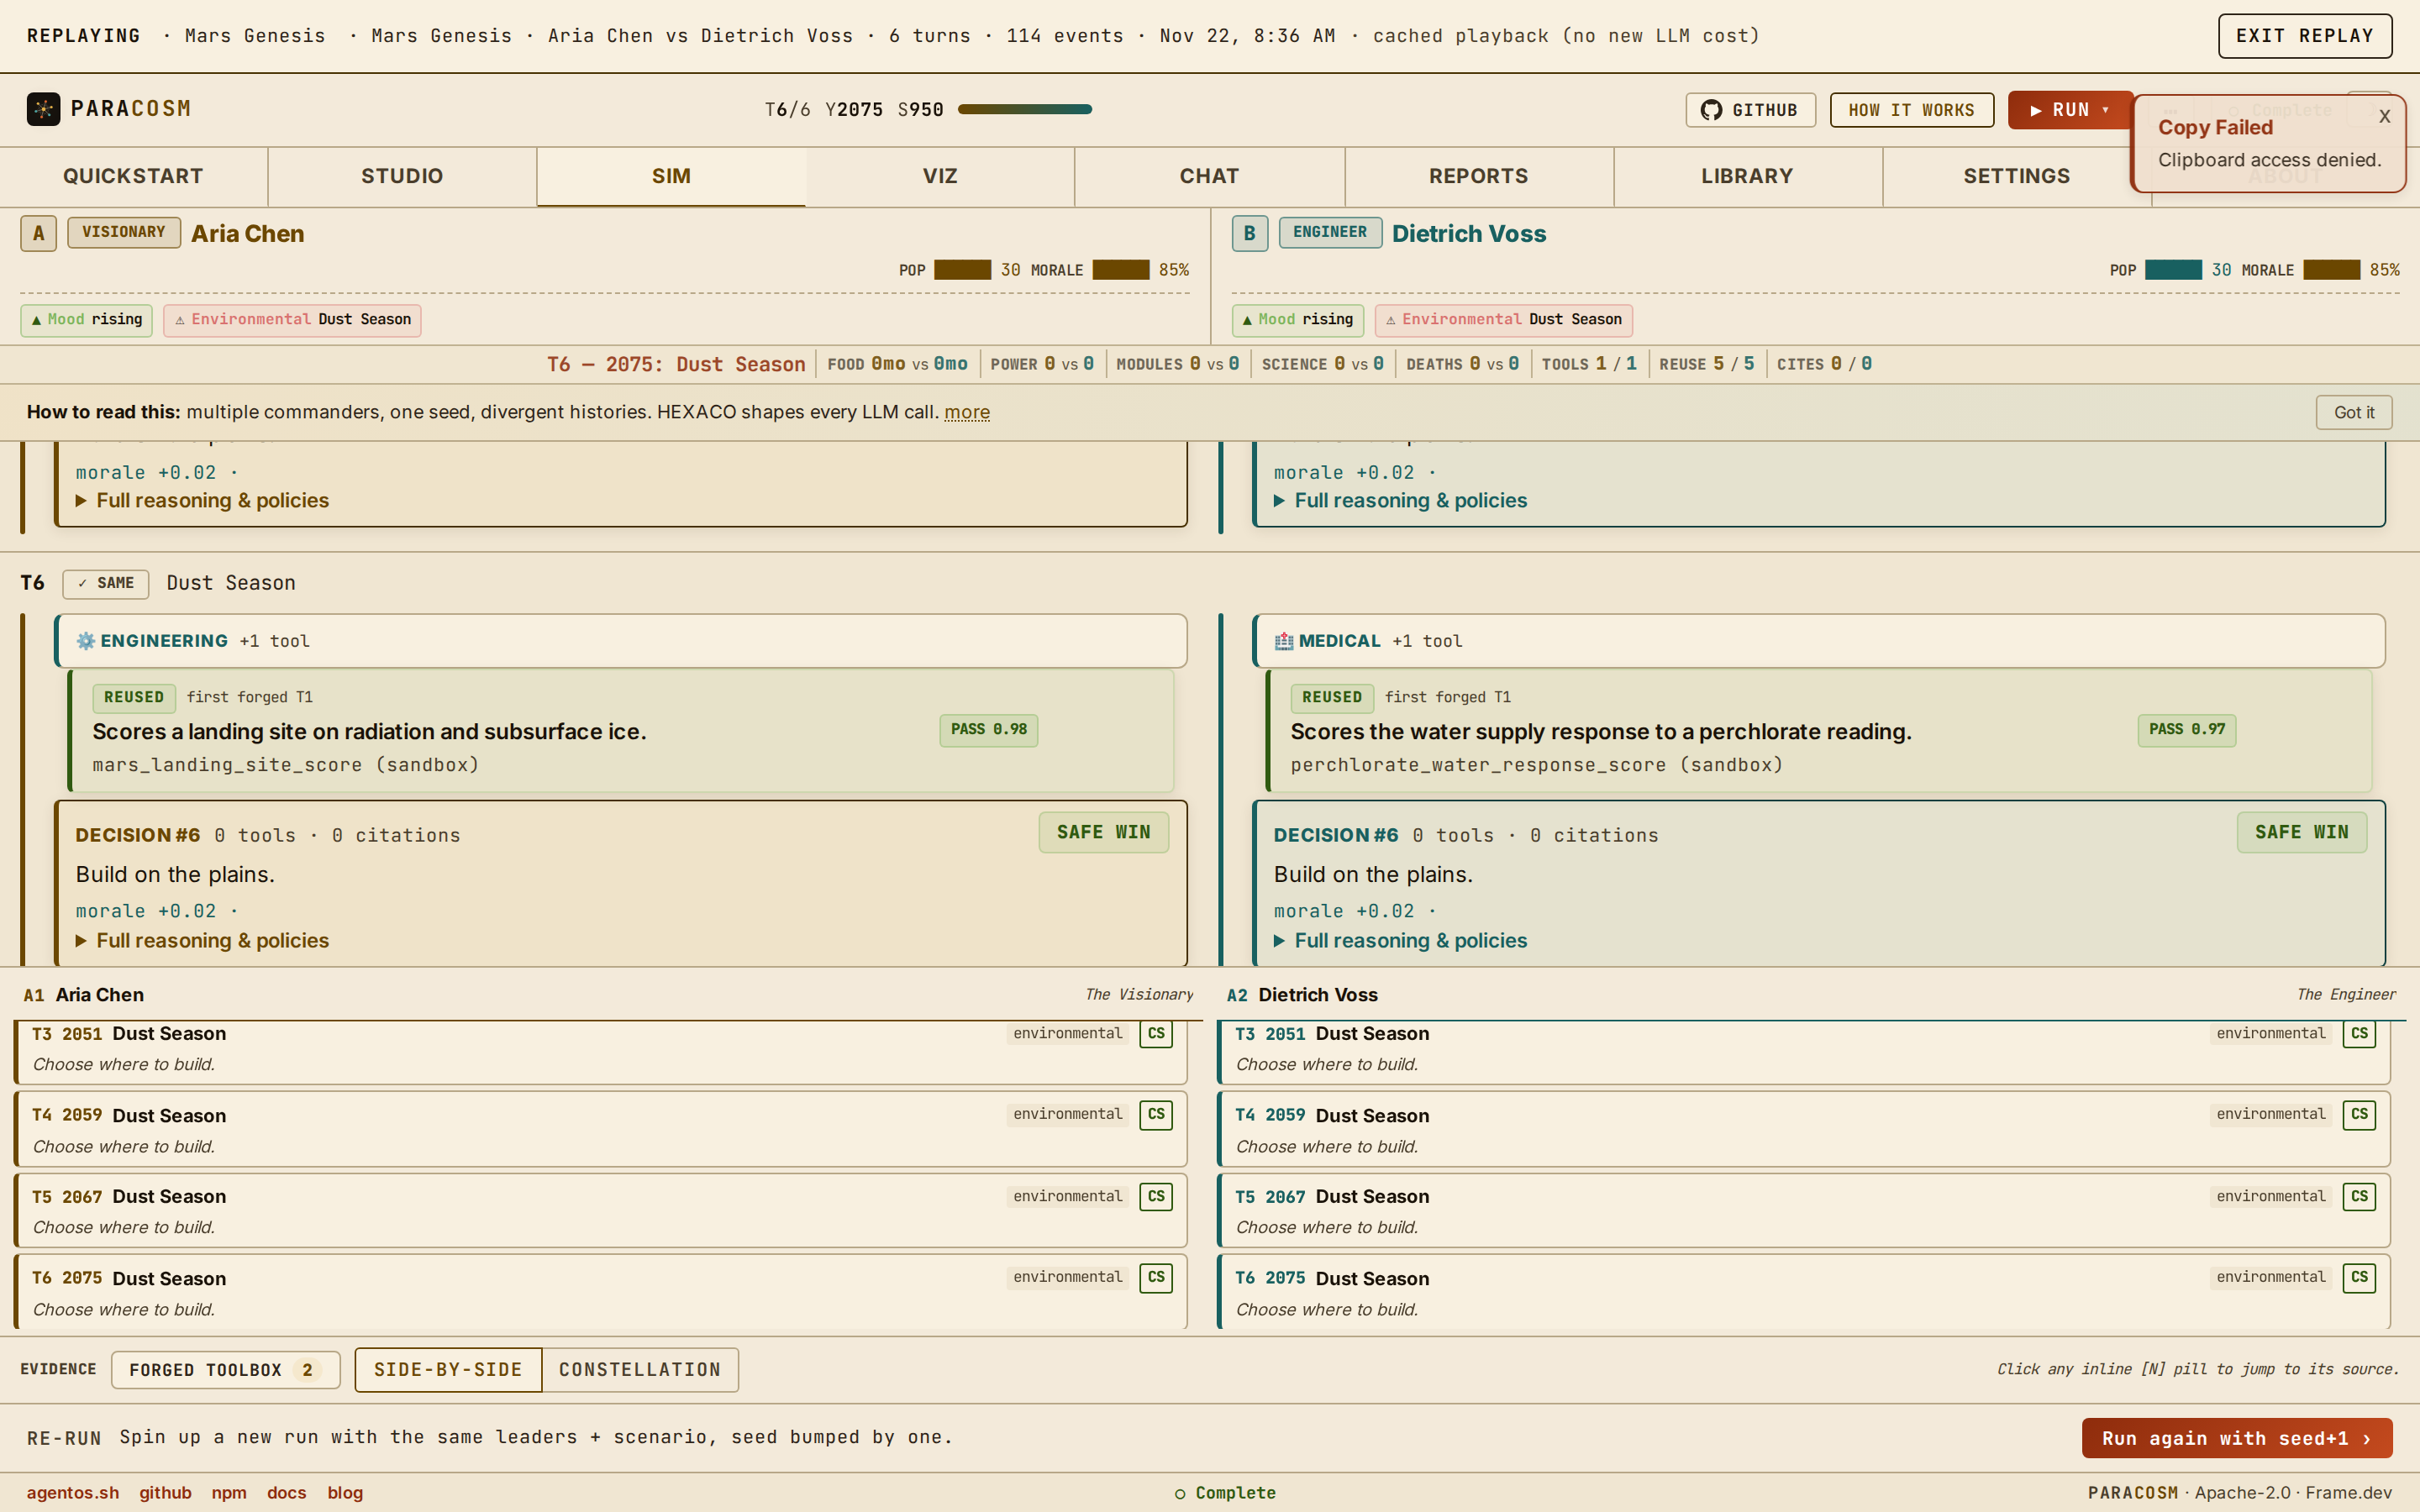 REPLAYING · Mars Genesis · Mars Genesis · Aria Chen vs Dietrich Voss · 6 turns · 114 events · Nov 22, 8:36 AM · cached playback (no new LLM cost)
EXIT REPLAY
PARACOSM
T6/6 Y2075 S950
GITHUB
HOW IT WORKS
▶ RUN ▾
Complete
Copy Failed
X
Clipboard access denied.
QUICKSTART
STUDIO
SIM
VIZ
CHAT
REPORTS
LIBRARY
SETTINGS
ABOUT
A VISIONARY Aria Chen
POP 30 MORALE 85%
▲ Mood rising
⚠ Environmental Dust Season
B ENGINEER Dietrich Voss
POP 30 MORALE 85%
▲ Mood rising
⚠ Environmental Dust Season
T6 — 2075: Dust Season
FOOD 0mo vs 0mo
POWER 0 vs 0
MODULES 0 vs 0
SCIENCE 0 vs 0
DEATHS 0 vs 0
TOOLS 1 / 1
REUSE 5 / 5
CITES 0 / 0
How to read this: multiple commanders, one seed, divergent histories. HEXACO shapes every LLM call. more
Got it
morale +0.02 ·
▶ Full reasoning & policies
morale +0.02 ·
▶ Full reasoning & policies
T6 ✓ SAME Dust Season
ENGINEERING +1 tool
REUSED first forged T1
Scores a landing site on radiation and subsurface ice.
PASS 0.98
mars_landing_site_score (sandbox)
DECISION #6 0 tools · 0 citations
SAFE WIN
Build on the plains.
morale +0.02 ·
▶ Full reasoning & policies
MEDICAL +1 tool
REUSED first forged T1
Scores the water supply response to a perchlorate reading.
PASS 0.97
perchlorate_water_response_score (sandbox)
DECISION #6 0 tools · 0 citations
SAFE WIN
Build on the plains.
morale +0.02 ·
▶ Full reasoning & policies
A1 Aria Chen
The Visionary
T3 2051 Dust Season
environmental CS
Choose where to build.
T4 2059 Dust Season
environmental CS
Choose where to build.
T5 2067 Dust Season
environmental CS
Choose where to build.
T6 2075 Dust Season
environmental CS
Choose where to build.
A2 Dietrich Voss
The Engineer
T3 2051 Dust Season
environmental CS
Choose where to build.
T4 2059 Dust Season
environmental CS
Choose where to build.
T5 2067 Dust Season
environmental CS
Choose where to build.
T6 2075 Dust Season
environmental CS
Choose where to build.
EVIDENCE
FORGED TOOLBOX 2
SIDE-BY-SIDE
CONSTELLATION
Click any inline [N] pill to jump to its source.
RE-RUN Spin up a new run with the same leaders + scenario, seed bumped by one.
Run again with seed+1 ›
agentos.sh github npm docs blog
○ Complete
PARACOSM · Apache-2.0 · Frame.dev